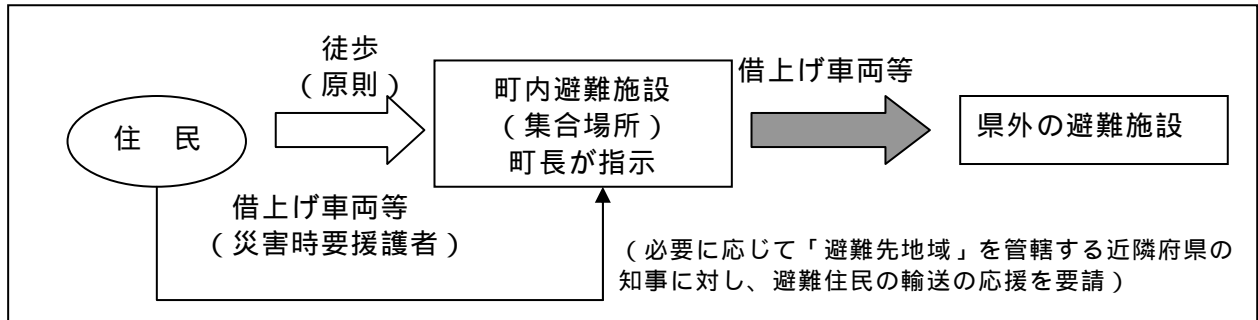 徒歩
（原則）
住　民
借上げ車両等
（災害時要援護者）
町内避難施設
（集合場所）
町長が指示
借上げ車両等
県外の避難施設
（必要に応じて「避難先地域」を管轄する近隣府県の
知事に対し、避難住民の輸送の応援を要請）